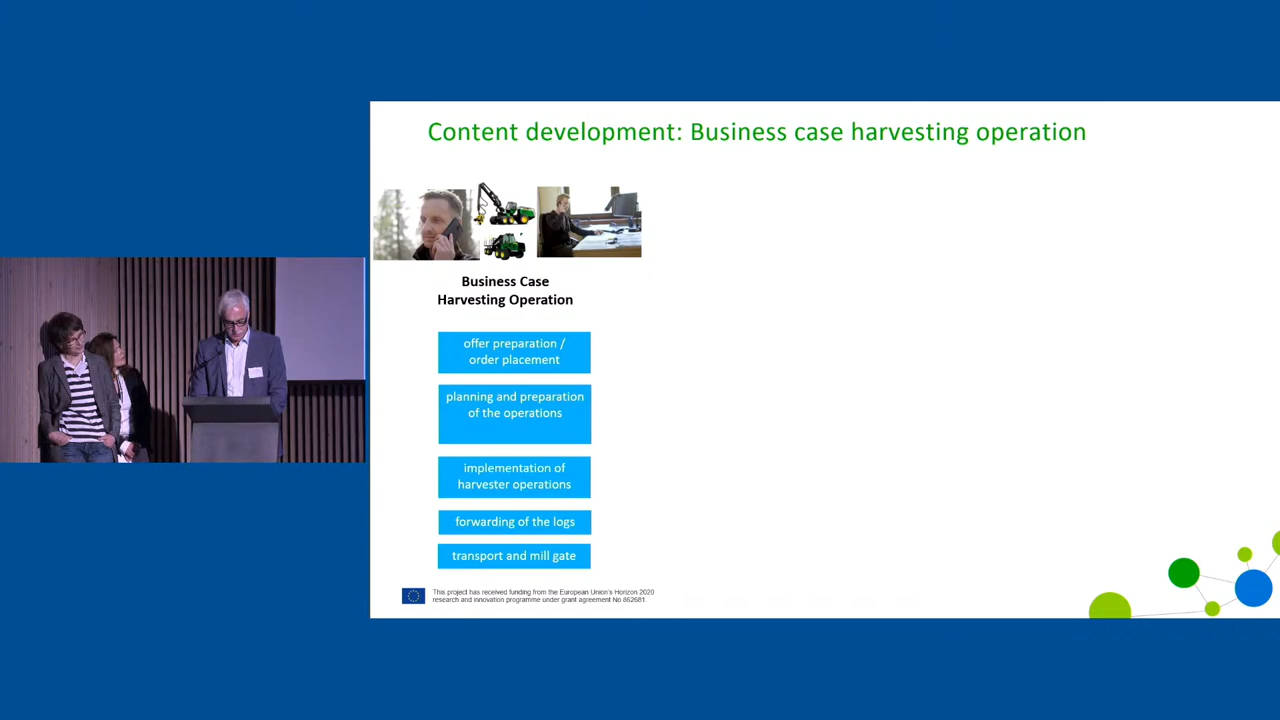 Content development: Business case harvesting operation
Business Case
Harvesting Operation
offer preparation /
order placement
planning and preparation
of the operations
implementation of
harvester operations
forwarding of the logs
transport and mill gate
This project has received funding from the European Union's Horizon 2020
research and innovation programme under grant agreement No 862681.